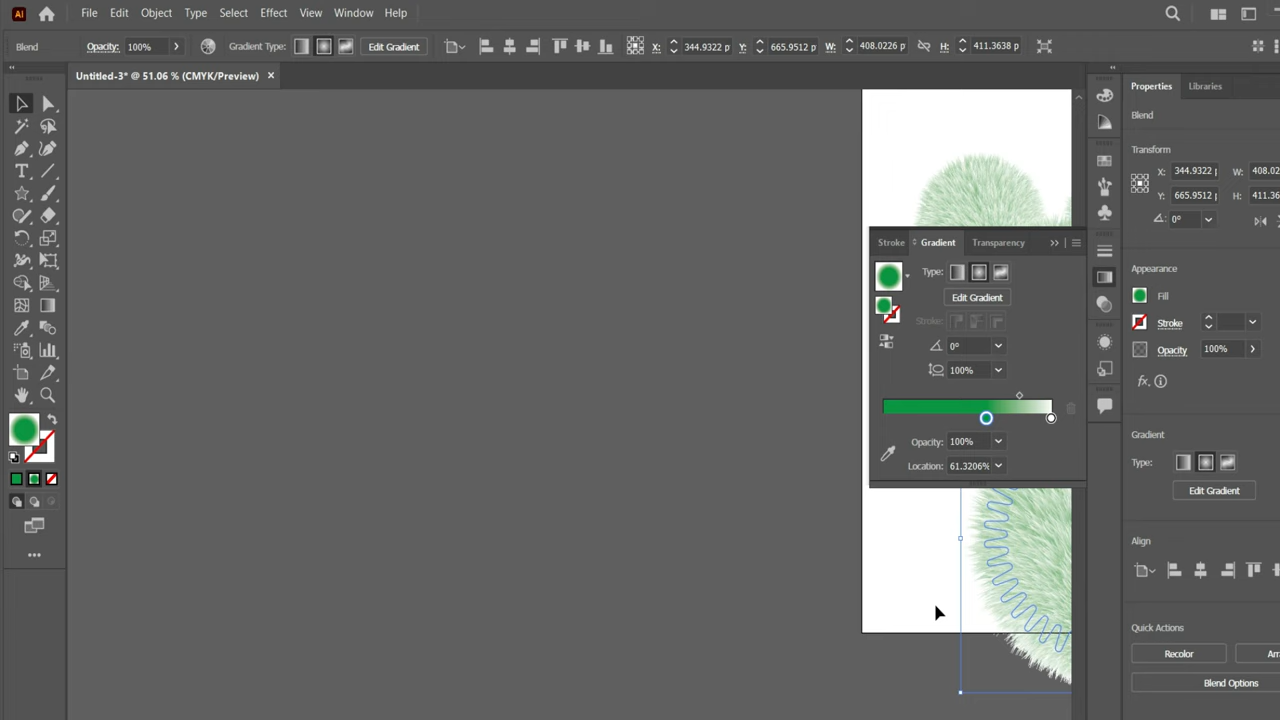 Ai File Edit Object Type Select Effect View Window Help
Blend Opacity: 100% Gradient Type: Edit Gradient X: 344.9322 p Y: 665.9512 p W: 408.0226 p H: 411.3638 p
Untitled-3* @ 51.06 % (CMYK/Preview) ×
Properties Libraries
Blend
Transform
X: 344.9322 p W: 408.022
Y: 665.9512 p H: 411.363
0°
Stroke Gradient Transparency
Type:
Edit Gradient
Stroke:
0°
100%
Opacity: 100%
Location: 61.3206%
Appearance
Fill
Stroke
Opacity 100%
fx
Gradient
Type:
Edit Gradient
Align
Quick Actions
Recolor Arr
Blend Options